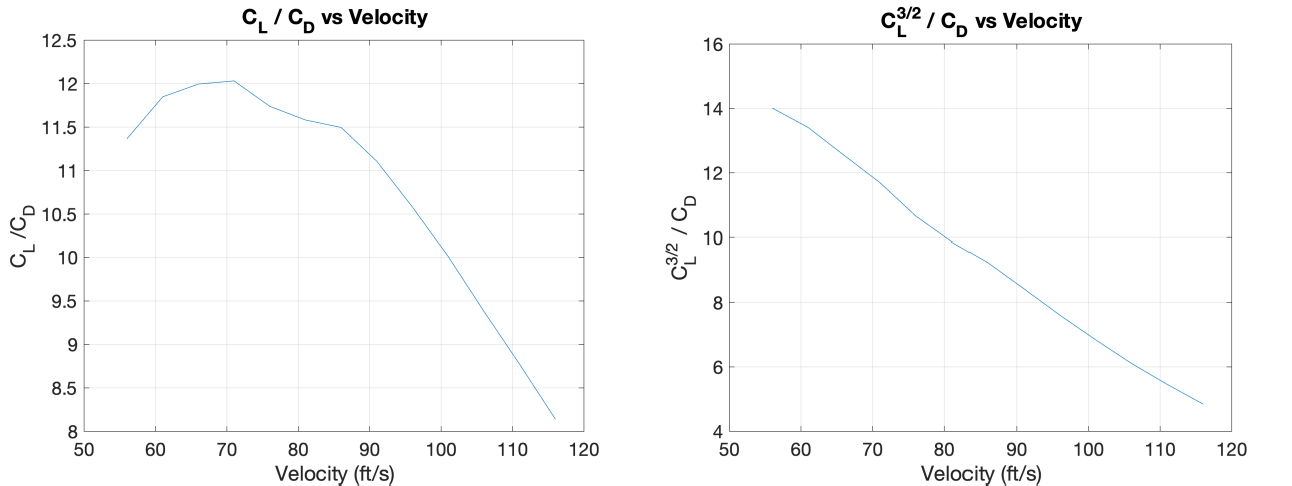 C_L / C_D vs Velocity
12.5
12
11.5
11
10.5
10
9.5
9
8.5
8
C_L /C_D
50 60 70 80 90 100 110 120
Velocity (ft/s)
C_L^3/2 / C_D vs Velocity
16
14
12
10
8
6
4
C_L^3/2 / C_D
50 60 70 80 90 100 110 120
Velocity (ft/s)